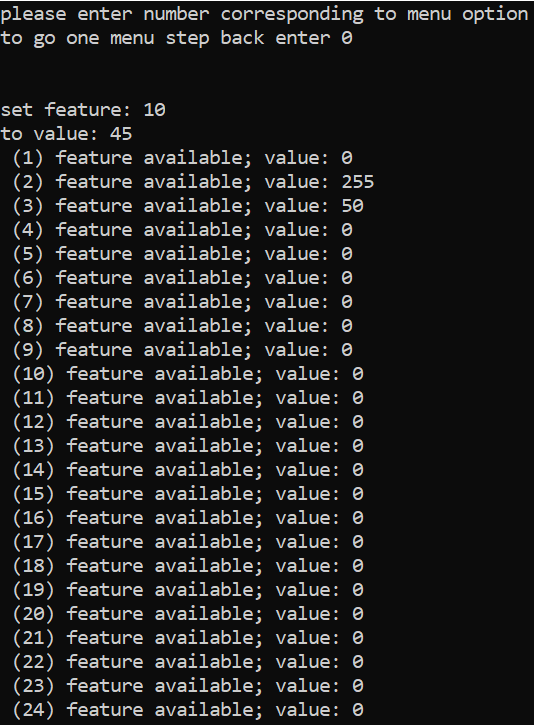 please enter number corresponding to menu option
to go one menu step back enter 0
set feature: 10
to value: 45
(1) feature available; value: 0
(2) feature available; value: 255
(3) feature available; value: 50
(4) feature available; value: 0
(5) feature available; value: 0
(6) feature available; value: 0
(7) feature available; value: 0
(8) feature available; value: 0
(9) feature available; value: 0
(10) feature available; value: 0
(11) feature available; value: 0
(12) feature available; value: 0
(13) feature available; value: 0
(14) feature available; value: 0
(15) feature available; value: 0
(16) feature available; value: 0
(17) feature available; value: 0
(18) feature available; value: 0
(19) feature available; value: 0
(20) feature available; value: 0
(21) feature available; value: 0
(22) feature available; value: 0
(23) feature available; value: 0
(24) feature available; value: 0